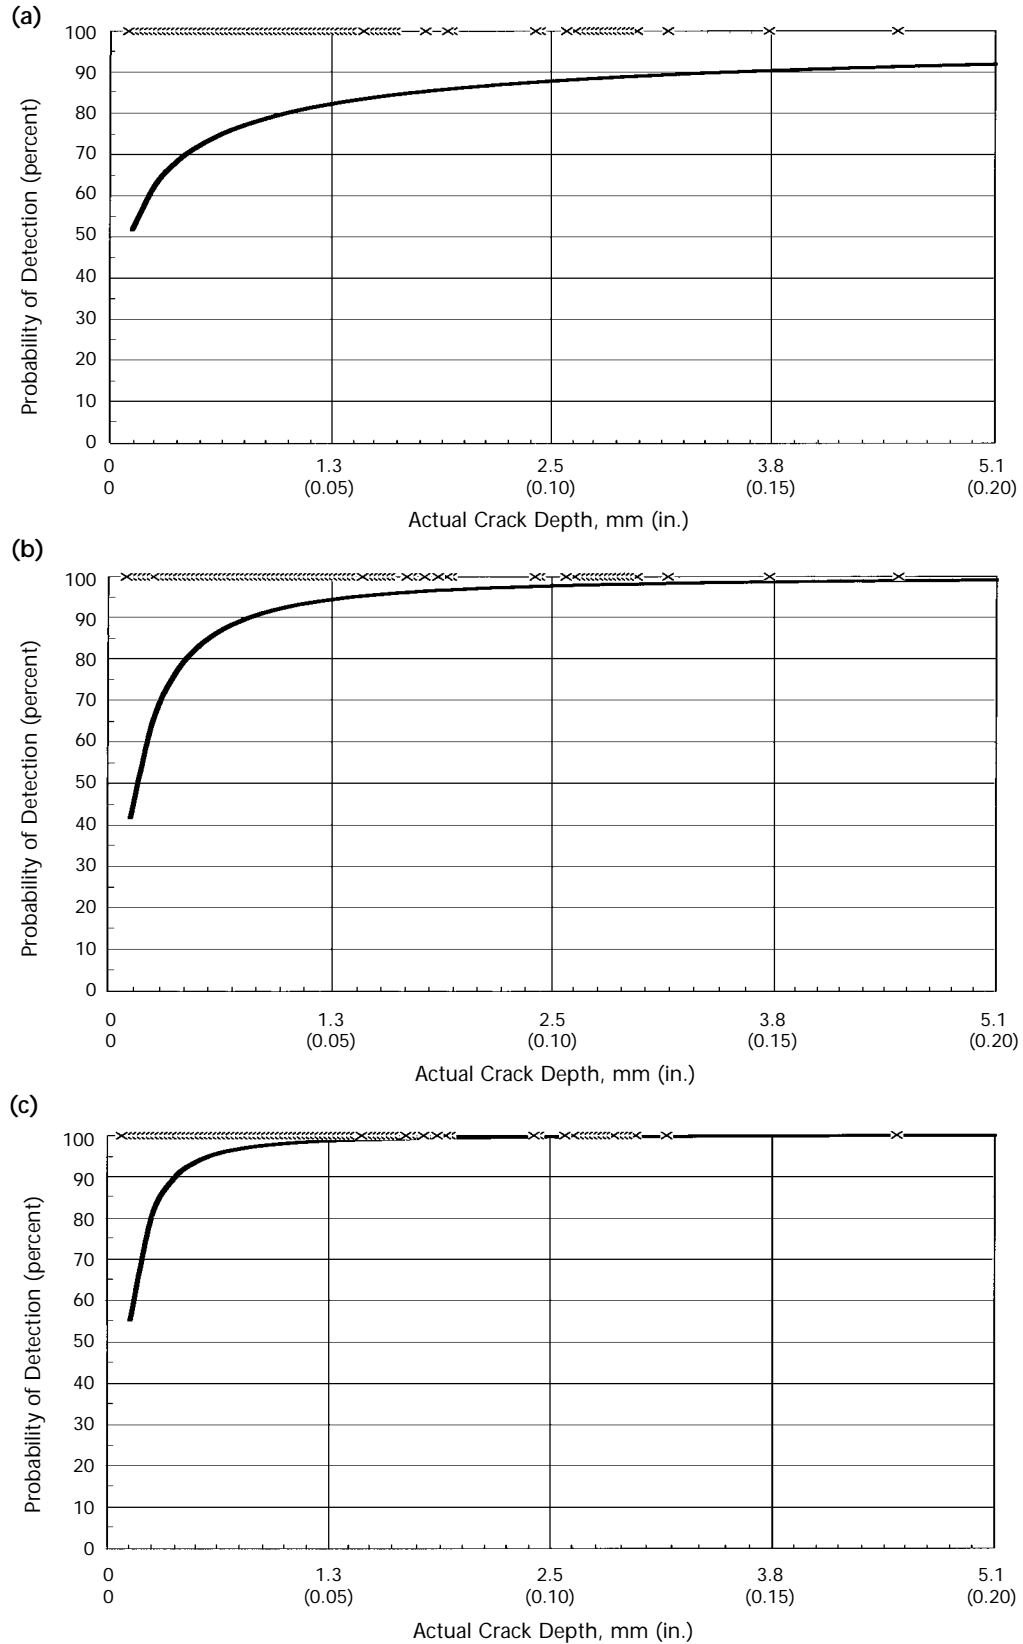 (a)
100
90
80
70
60
50
40
30
20
10
0
Probability of Detection (percent)
0 1.3 2.5 3.8 5.1
0 (0.05) (0.10) (0.15) (0.20)
Actual Crack Depth, mm (in.)
(b)
100
90
80
70
60
50
40
30
20
10
0
Probability of Detection (percent)
0 1.3 2.5 3.8 5.1
0 (0.05) (0.10) (0.15) (0.20)
Actual Crack Depth, mm (in.)
(c)
100
90
80
70
60
50
40
30
20
10
0
Probability of Detection (percent)
0 1.3 2.5 3.8 5.1
0 (0.05) (0.10) (0.15) (0.20)
Actual Crack Depth, mm (in.)